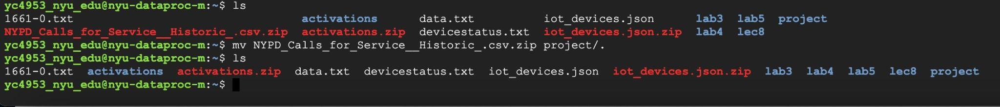 yc4953_nyu_edu@nyu-dataproc-m:~$ ls
1661-0.txt activations data.txt iot_devices.json lab3 lab5 project
NYPD_Calls_for_Service__Historic_.csv.zip activations.zip devicestatus.txt iot_devices.json.zip lab4 lec8
yc4953_nyu_edu@nyu-dataproc-m:~$ mv NYPD_Calls_for_Service__Historic_.csv.zip project/.
yc4953_nyu_edu@nyu-dataproc-m:~$ ls
1661-0.txt activations activations.zip data.txt devicestatus.txt iot_devices.json iot_devices.json.zip lab3 lab4 lab5 lec8 project
yc4953_nyu_edu@nyu-dataproc-m:~$